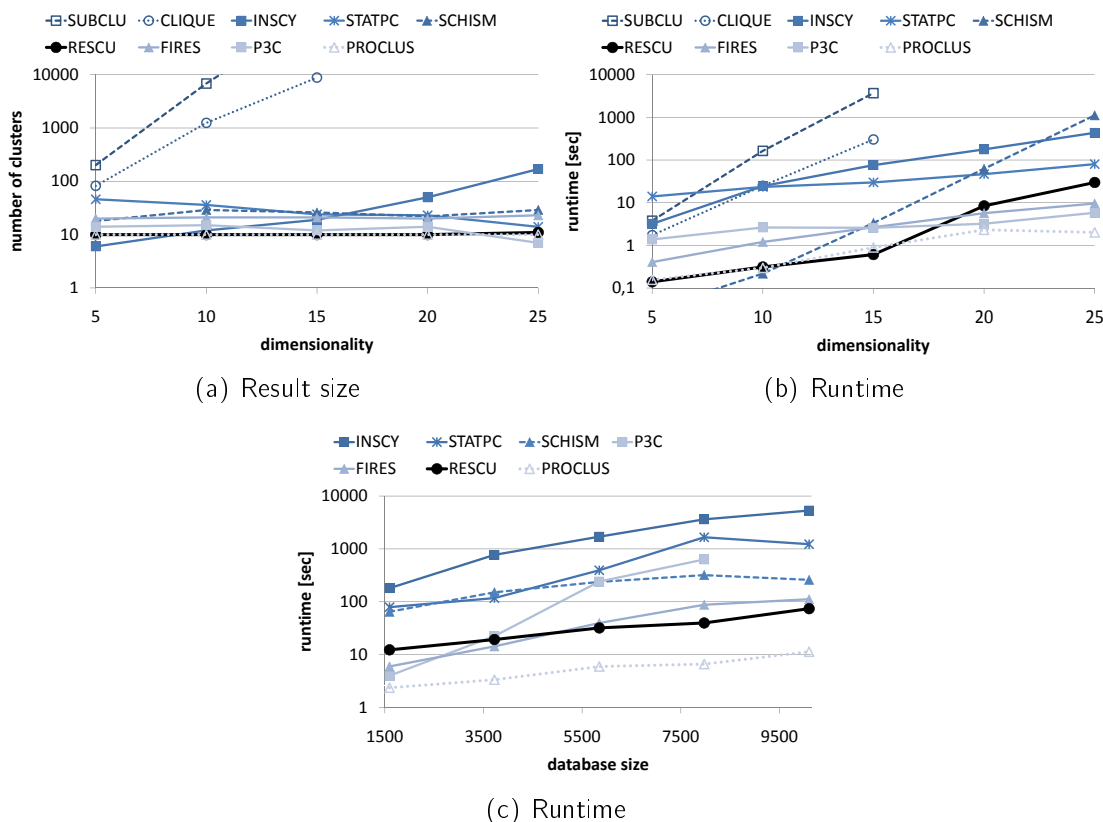 SUBCLU CLIQUE INSCY STATPC SCHISM
RESCU FIRES P3C PROCLUS
10000
1000
100
10
1
number of clusters
5 10 15 20 25
dimensionality
(a) Result size
SUBCLU CLIQUE INSCY STATPC SCHISM
RESCU FIRES P3C PROCLUS
10000
1000
100
10
1
0,1
runtime [sec]
5 10 15 20 25
dimensionality
(b) Runtime
INSCY STATPC SCHISM P3C
FIRES RESCU PROCLUS
10000
1000
100
10
1
runtime [sec]
1500 3500 5500 7500 9500
database size
(c) Runtime